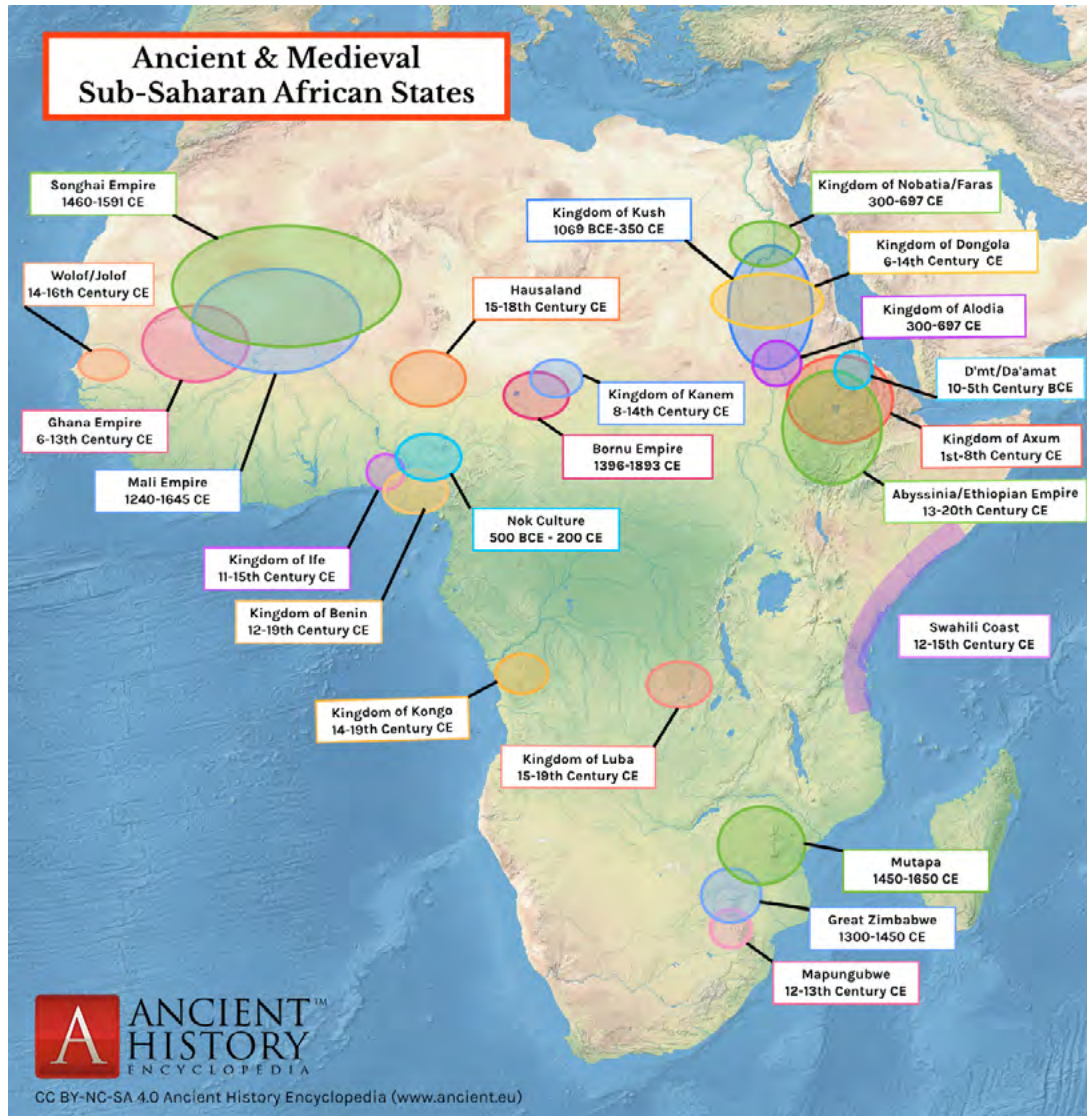 Ancient & Medieval
Sub-Saharan African States
Songhai Empire
1460-1591 CE
Kingdom of Kush
1069 BCE-350 CE
Kingdom of Nobatia/Faras
300-697 CE
Kingdom of Dongola
6-14th Century CE
Wolof/Jolof
14-16th Century CE
Hausaland
15-18th Century CE
Kingdom of Alodia
300-697 CE
D'mt/Da'amat
10-5th Century BCE
Kingdom of Kanem
8-14th Century CE
Ghana Empire
6-13th Century CE
Bornu Empire
1396-1893 CE
Kingdom of Axum
1st-8th Century CE
Mali Empire
1240-1645 CE
Abyssinia/Ethiopian Empire
13-20th Century CE
Nok Culture
500 BCE - 200 CE
Kingdom of Ife
11-15th Century CE
Kingdom of Benin
12-19th Century CE
Swahili Coast
12-15th Century CE
Kingdom of Kongo
14-19th Century CE
Kingdom of Luba
15-19th Century CE
Mutapa
1450-1650 CE
Great Zimbabwe
1300-1450 CE
Mapungubwe
12-13th Century CE
A
ANCIENT™
HISTORY
ENCYCLOPEDIA
CC BY-NC-SA 4.0 Ancient History Encyclopedia (www.ancient.eu)